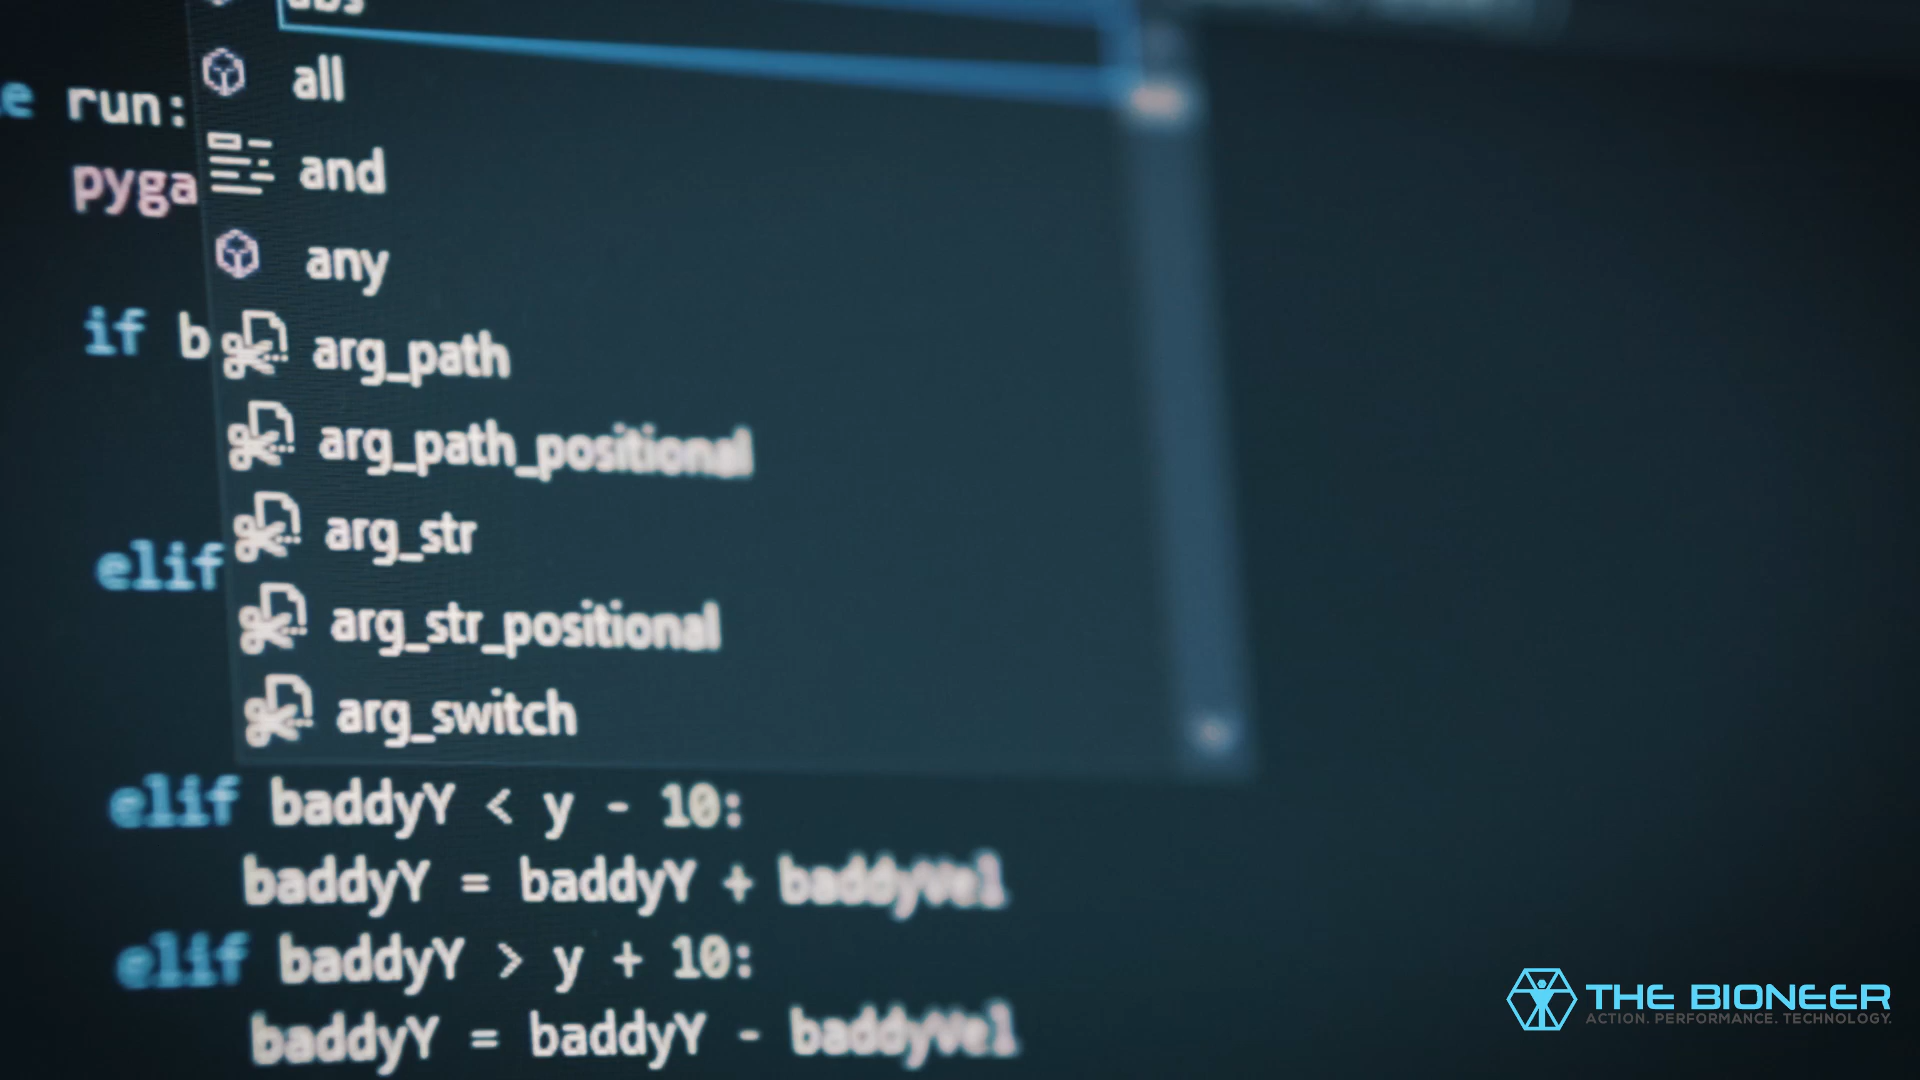 abs
all
e run:
and
pyga
any
if b
arg_path
arg_path_positional
arg_str
elif
arg_str_positional
arg_switch
elif baddyY < y - 10:
baddyY = baddyY + baddyVel
elif baddyY > y + 10:
baddyY = baddyY - baddyVel
THE BIONEER
ACTION. PERFORMANCE. TECHNOLOGY.